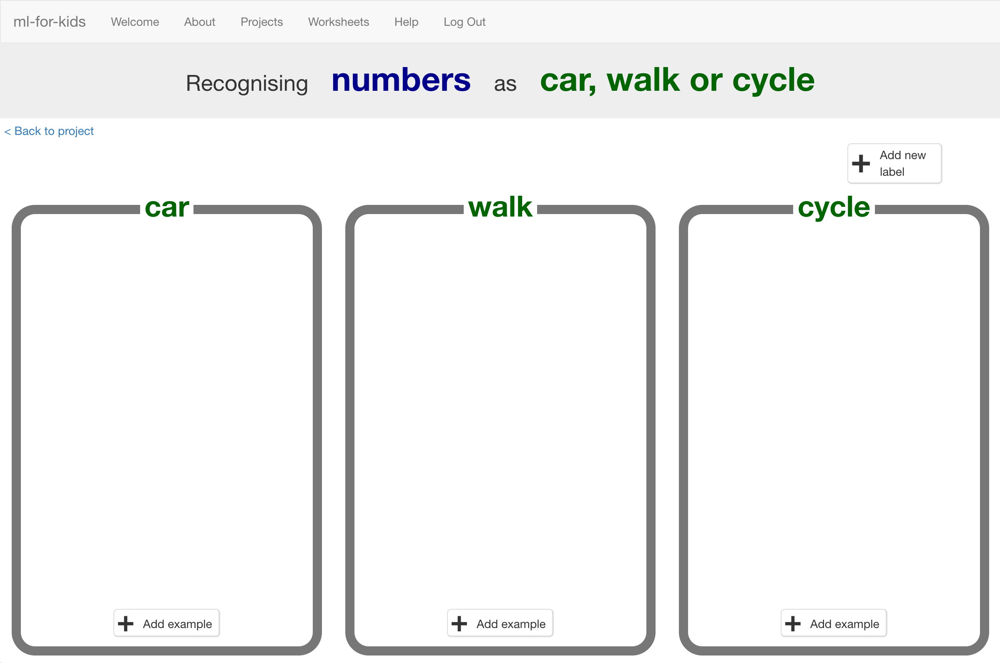 ml-for-kids Welcome About Projects Worksheets Help Log Out
Recognising numbers as car, walk or cycle
< Back to project
Add new
label
car walk cycle
Add example Add example Add example